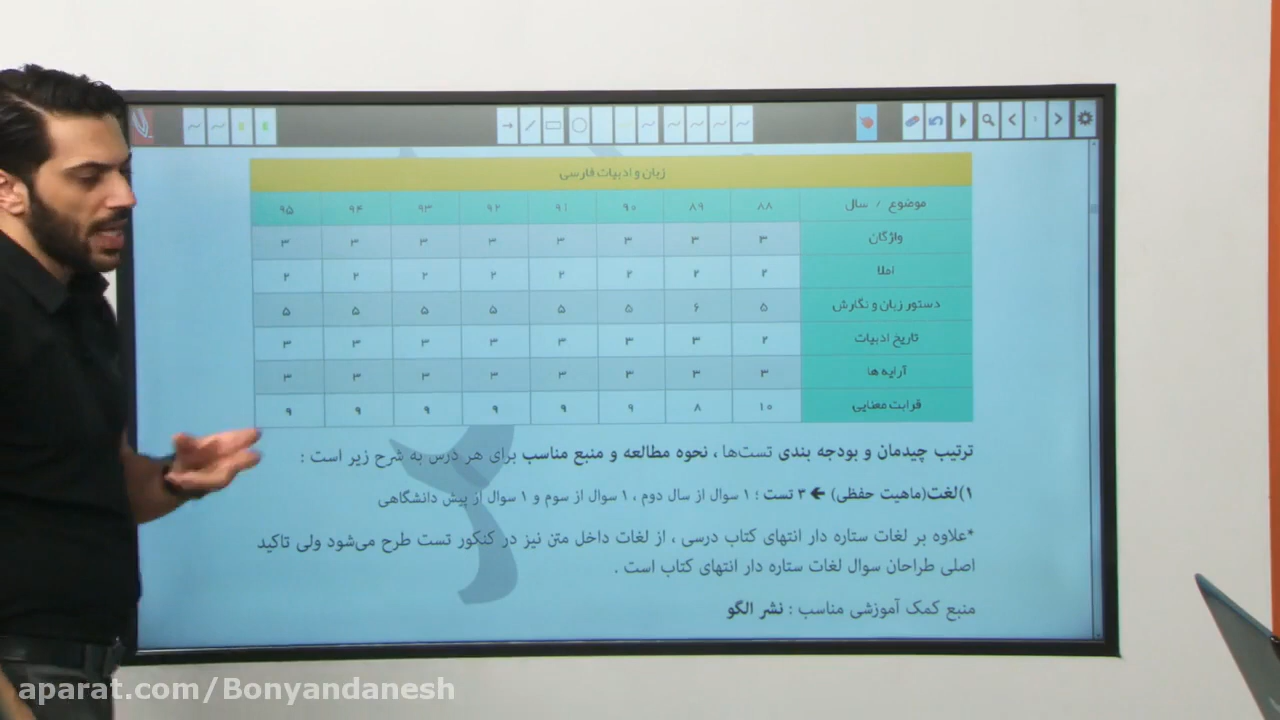 زبان و ادبیات فارسی
موضوع / سال ۸۸ ۸۹ ۹۰ ۹۱ ۹۲ ۹۳ ۹۴ ۹۵
واژگان ۳ ۳ ۳ ۳ ۳ ۳ ۳ ۳
املا ۲ ۲ ۲ ۲ ۲ ۲ ۲ ۲
دستور زبان و نگارش ۵ ۶ ۵ ۵ ۵ ۵ ۵ ۵
تاریخ ادبیات ۲ ۳ ۳ ۳ ۳ ۳ ۳ ۳
آرایه ها ۳ ۳ ۳ ۳ ۳ ۳ ۳ ۳
قرابت معنایی ۱۰ ۸ ۹ ۹ ۹ ۹ ۹ ۹
ترتیب چیدمان و بودجه بندی تست‌ها ، نحوه مطالعه و منبع مناسب برای هر درس به شرح زیر است :
۱)لغت(ماهیت حفظی) ← ۳ تست ؛ ۱ سوال از سال دوم ، ۱ سوال از سوم و ۱ سوال از پیش دانشگاهی
*علاوه بر لغات ستاره دار انتهای کتاب درسی ، از لغات داخل متن نیز در کنکور تست طرح می‌شود ولی تاکید
اصلی طراحان سوال لغات ستاره دار انتهای کتاب است .
منبع کمک آموزشی مناسب : نشر الگو
aparat.com/Bonyandanesh